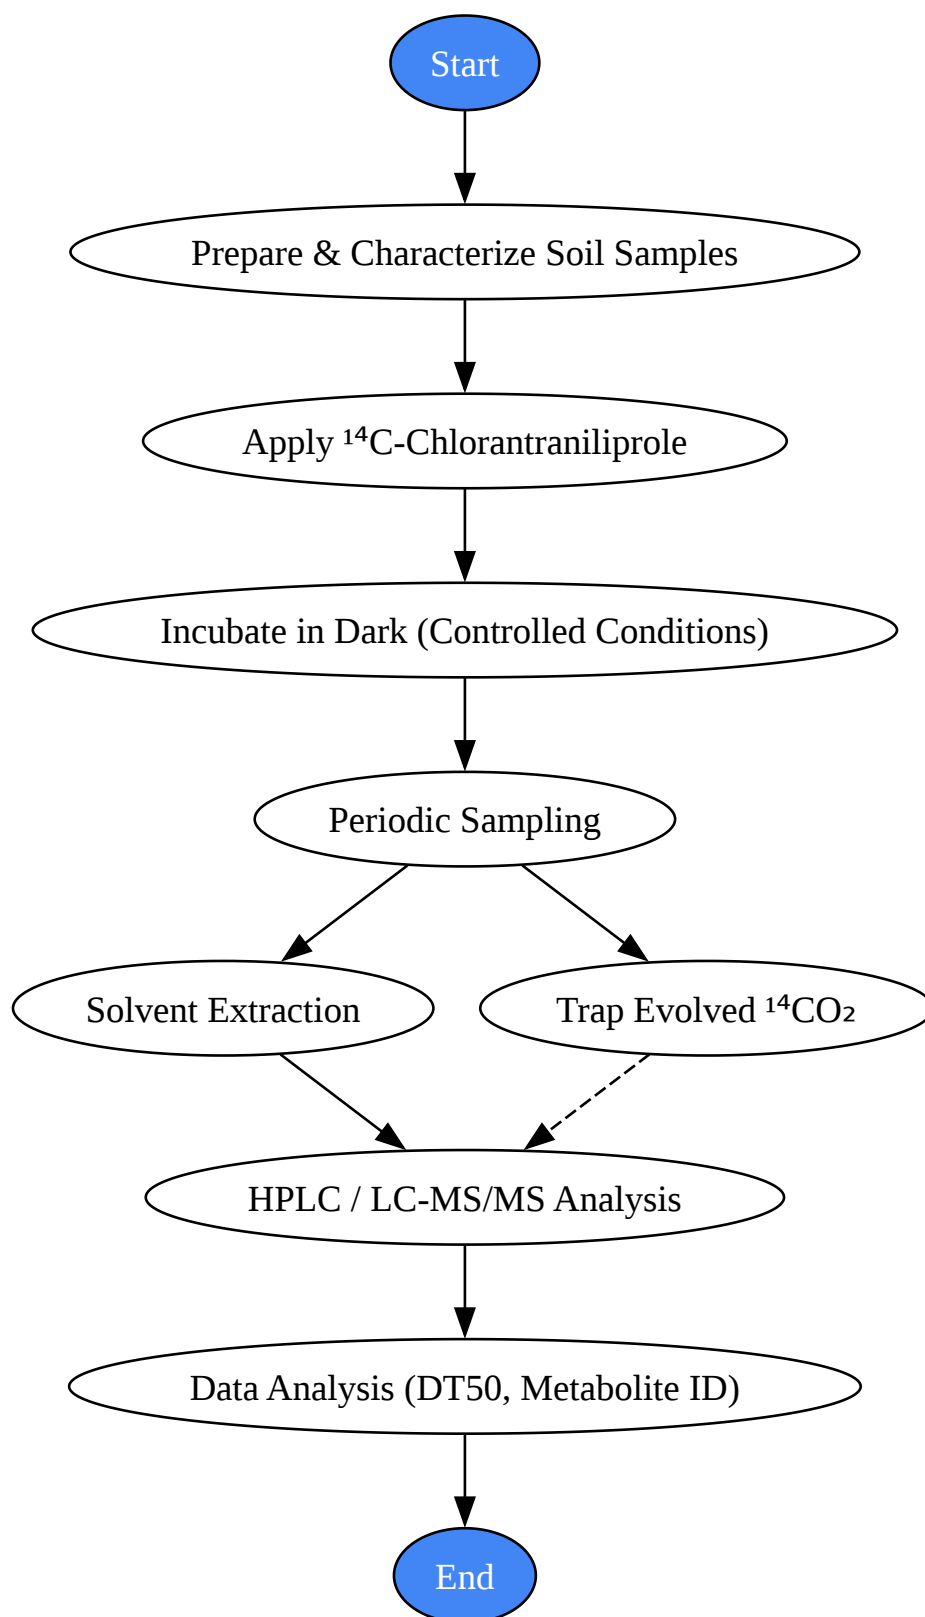 Start
Prepare & Characterize Soil Samples
Apply ¹⁴C-Chlorantraniliprole
Incubate in Dark (Controlled Conditions)
Periodic Sampling
Solvent Extraction
Trap Evolved ¹⁴CO₂
HPLC / LC-MS/MS Analysis
Data Analysis (DT50, Metabolite ID)
End